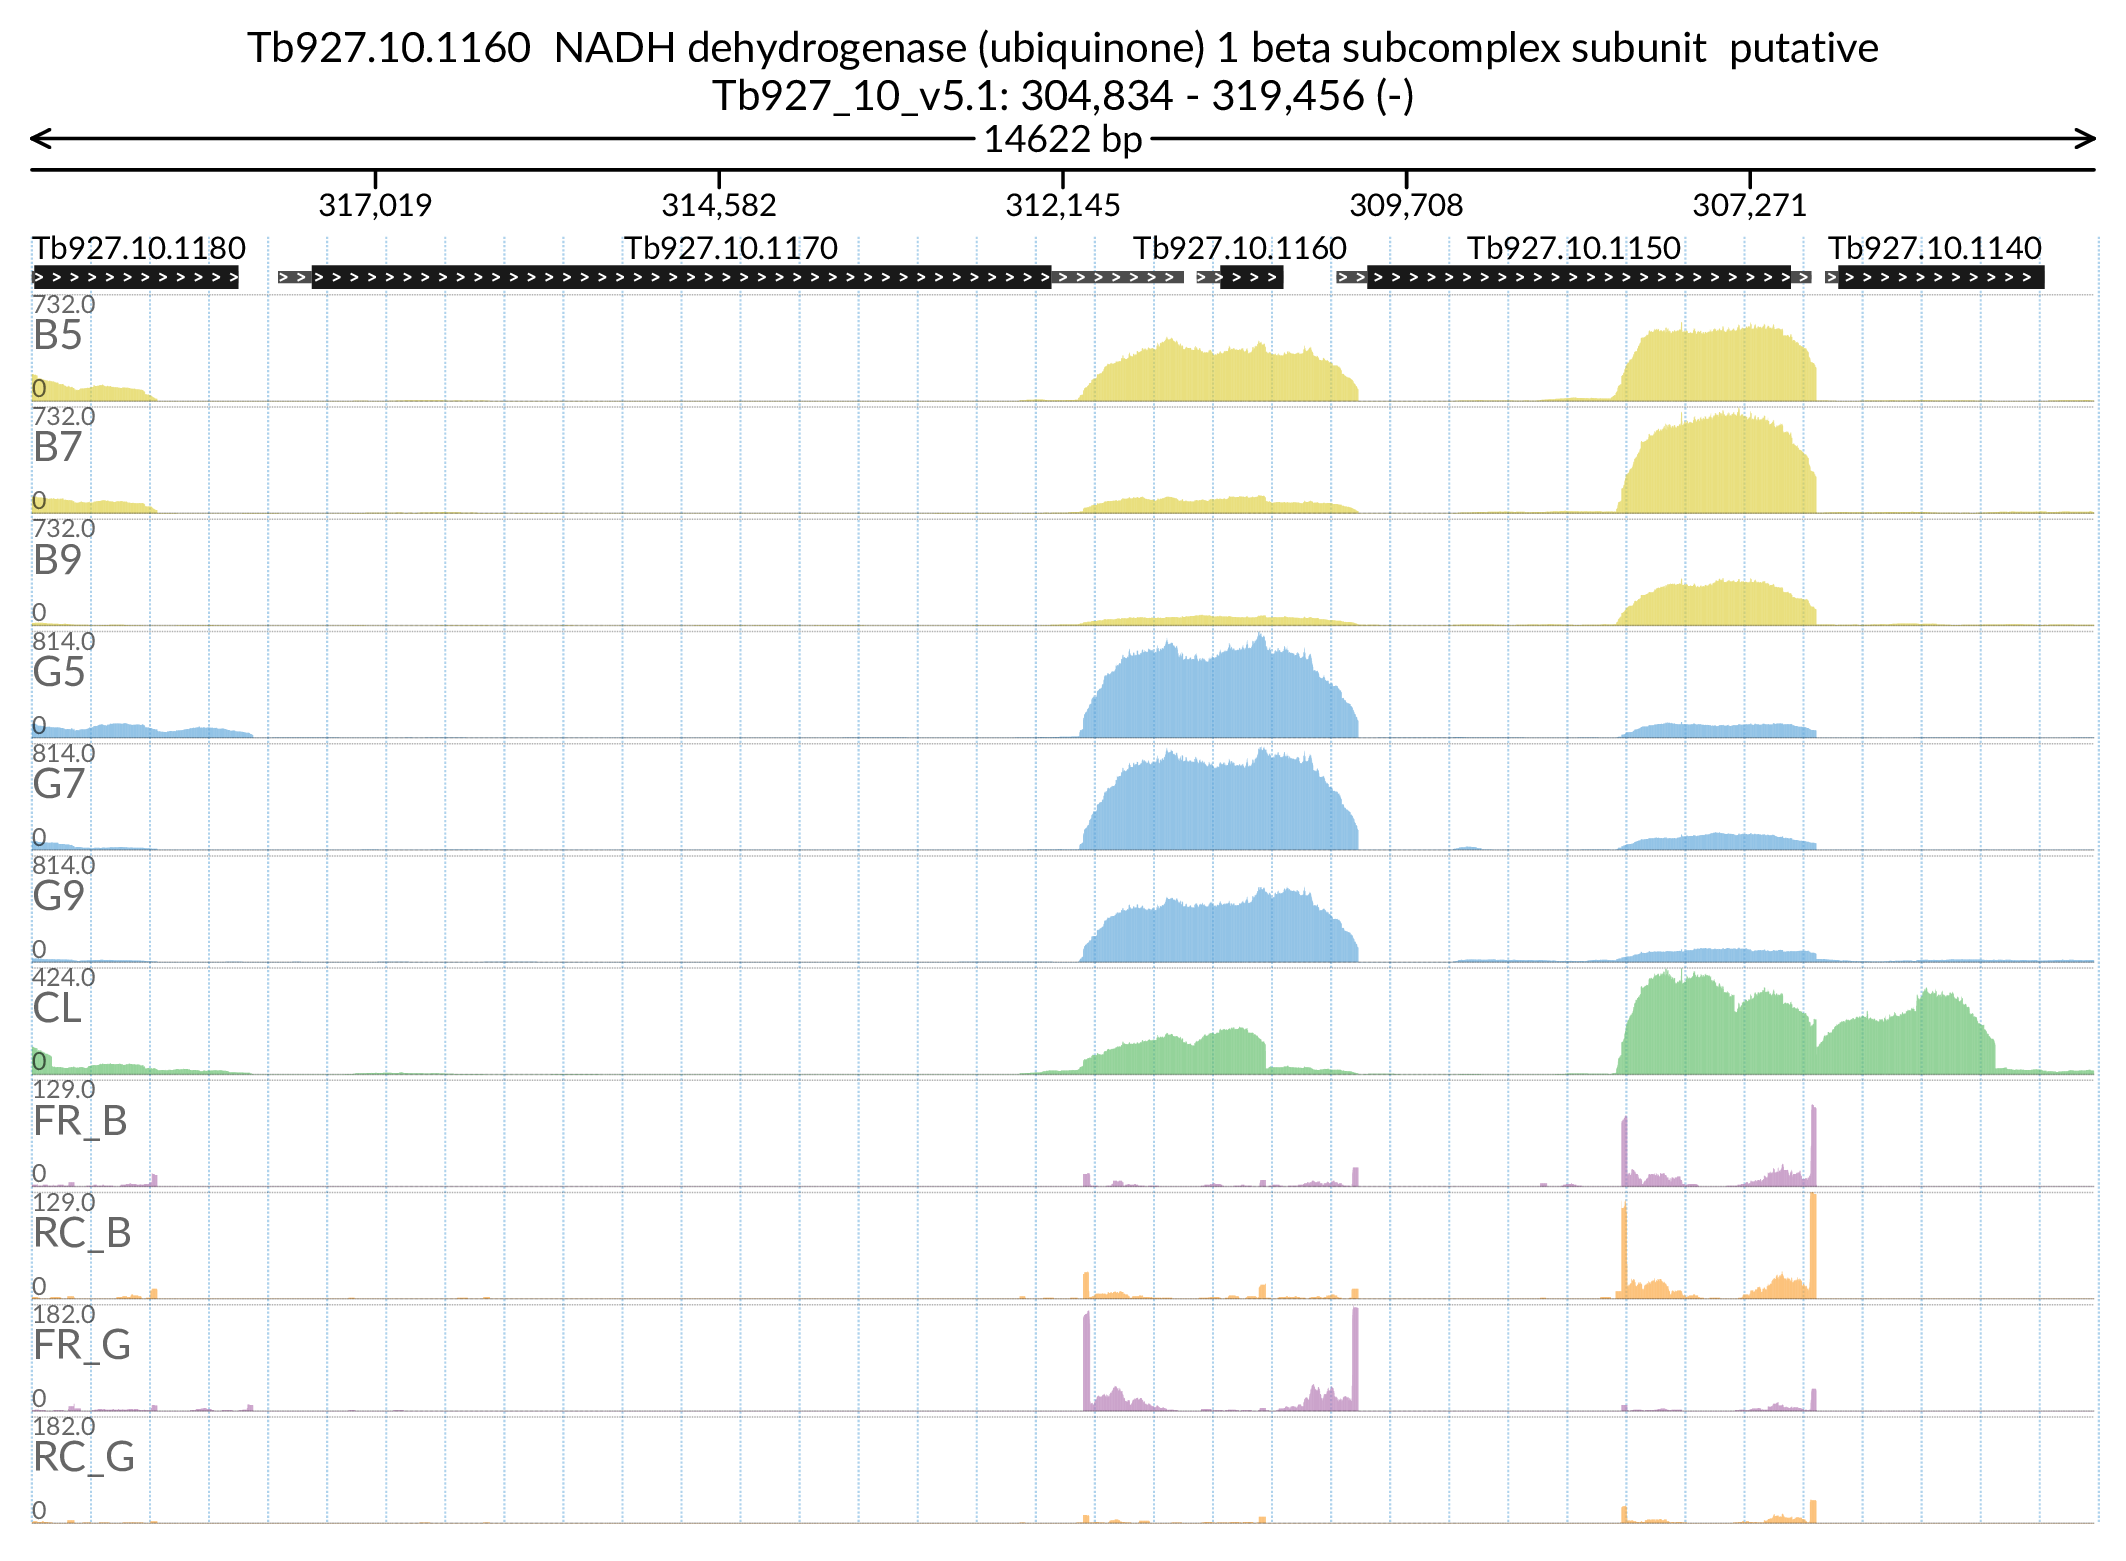 Tb927.10.1160  NADH dehydrogenase (ubiquinone) 1 beta subcomplex subunit  putative
Tb927_10_v5.1: 304,834 - 319,456 (-)
14622 bp
317,019 314,582 312,145 309,708 307,271
Tb927.10.1180 Tb927.10.1170 Tb927.10.1160 Tb927.10.1150 Tb927.10.1140
732.0
B5
0
732.0
B7
0
732.0
B9
0
814.0
G5
0
814.0
G7
0
814.0
G9
0
424.0
CL
0
129.0
FR_B
0
129.0
RC_B
0
182.0
FR_G
0
182.0
RC_G
0